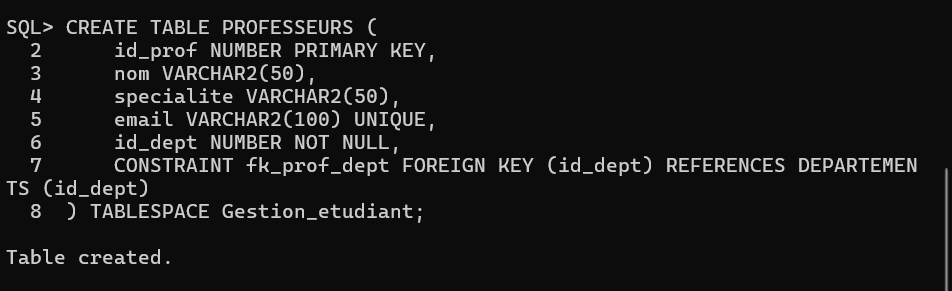 SQL> CREATE TABLE PROFESSEURS (
  2      id_prof NUMBER PRIMARY KEY,
  3      nom VARCHAR2(50),
  4      specialite VARCHAR2(50),
  5      email VARCHAR2(100) UNIQUE,
  6      id_dept NUMBER NOT NULL,
  7      CONSTRAINT fk_prof_dept FOREIGN KEY (id_dept) REFERENCES DEPARTEMEN
TS (id_dept)
  8  ) TABLESPACE Gestion_etudiant;
Table created.